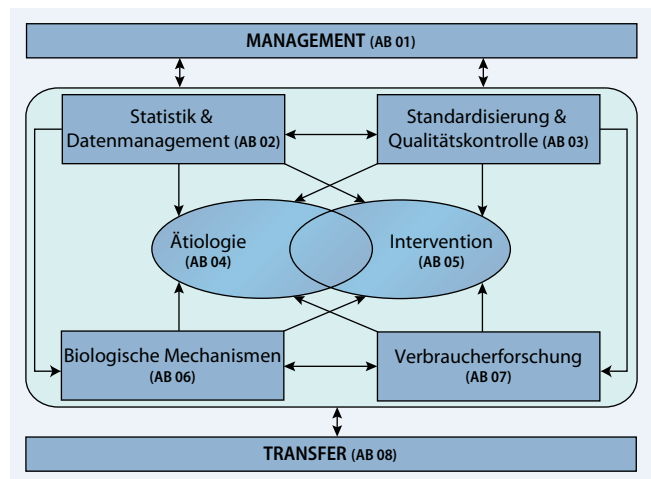 MANAGEMENT (AB 01)
Statistik &
Datenmanagement (AB 02)
Standardisierung &
Qualitätskontrolle (AB 03)
Ätiologie
(AB 04)
Intervention
(AB 05)
Biologische Mechanismen
(AB 06)
Verbraucherforschung
(AB 07)
TRANSFER (AB 08)